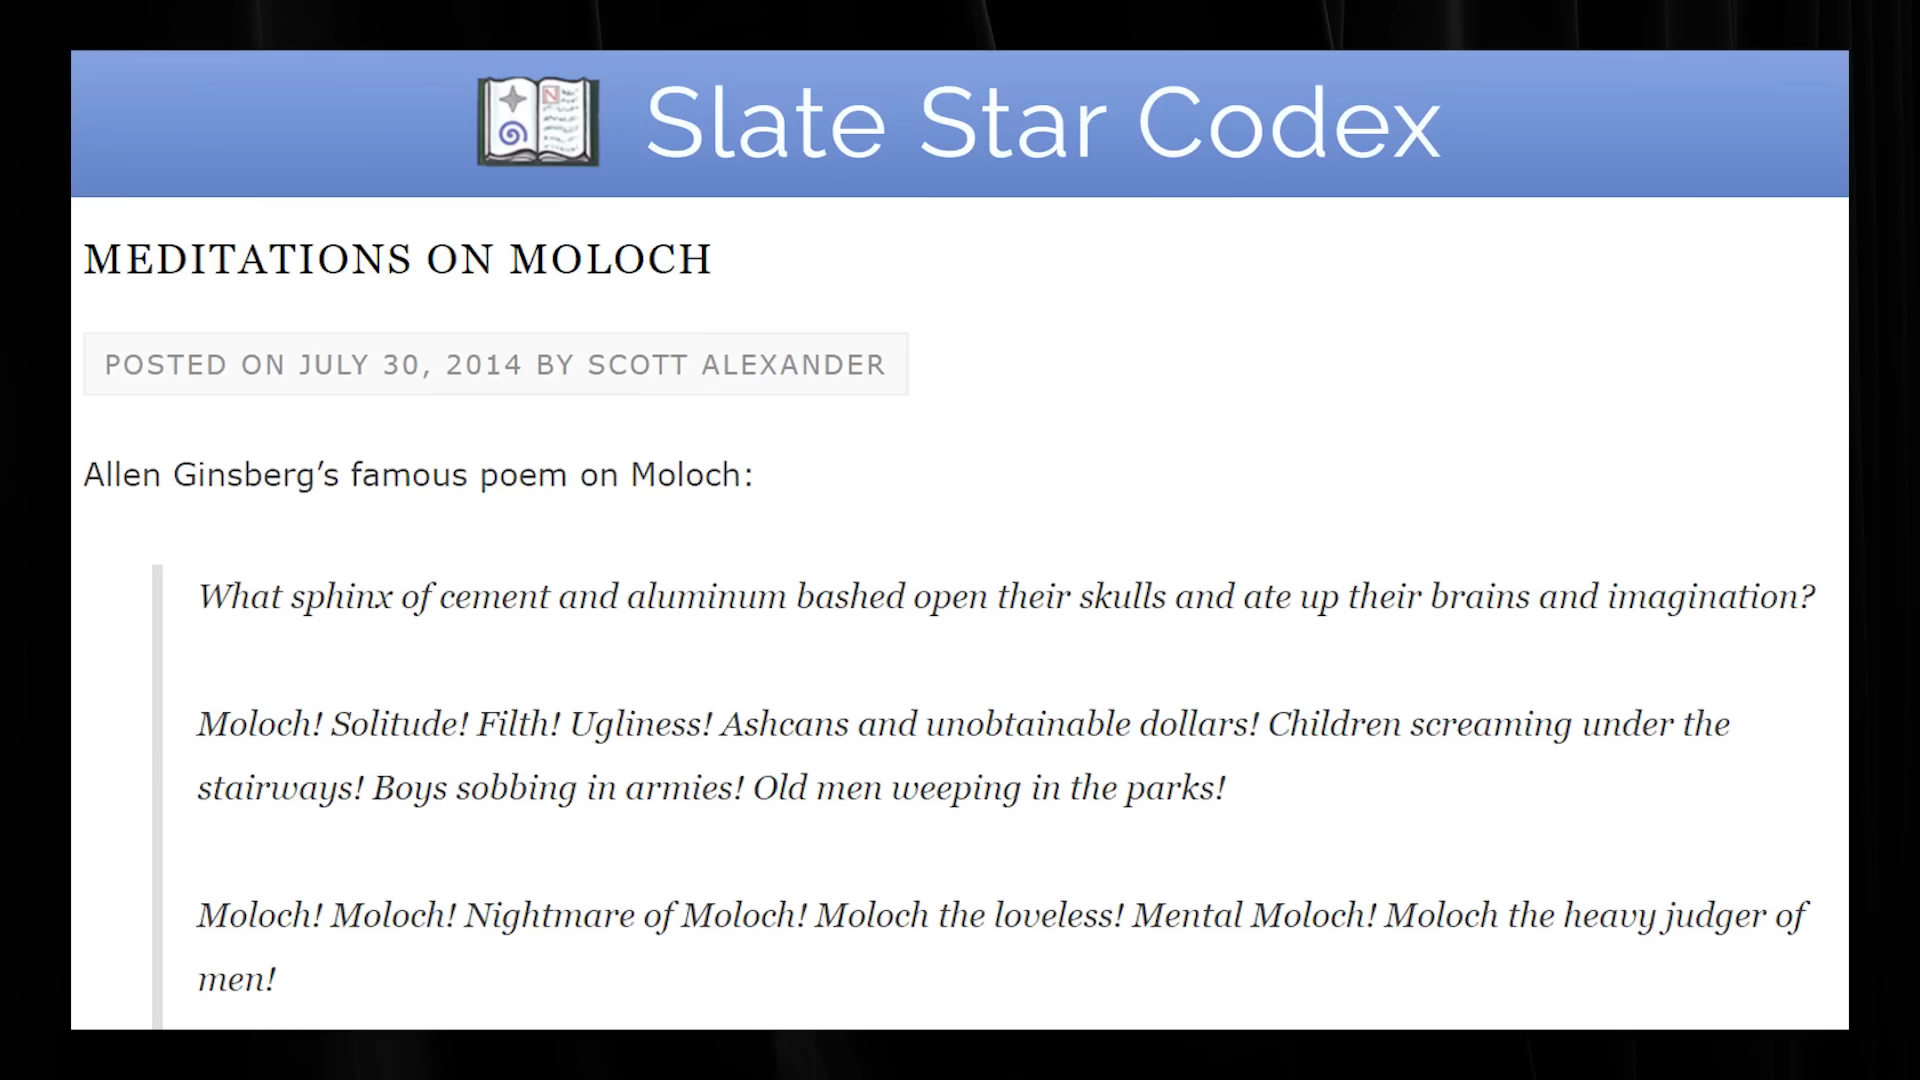 Slate Star Codex
MEDITATIONS ON MOLOCH
POSTED ON JULY 30, 2014 BY SCOTT ALEXANDER
Allen Ginsberg’s famous poem on Moloch:
What sphinx of cement and aluminum bashed open their skulls and ate up their brains and imagination?
Moloch! Solitude! Filth! Ugliness! Ashcans and unobtainable dollars! Children screaming under the
stairways! Boys sobbing in armies! Old men weeping in the parks!
Moloch! Moloch! Nightmare of Moloch! Moloch the loveless! Mental Moloch! Moloch the heavy judger of
men!